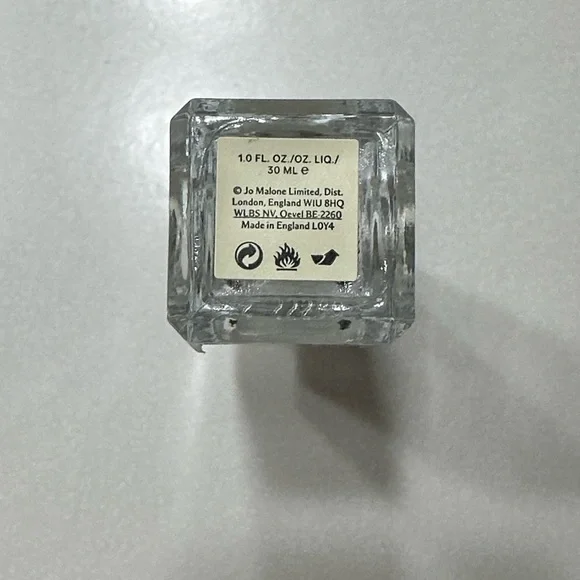 1.0 FL. OZ./OZ. LIQ./
30 ML ℮
© Jo Malone Limited, Dist.
London, England W1U 8HQ
WLBS NV, Oevel BE-2260
Made in England L0Y4